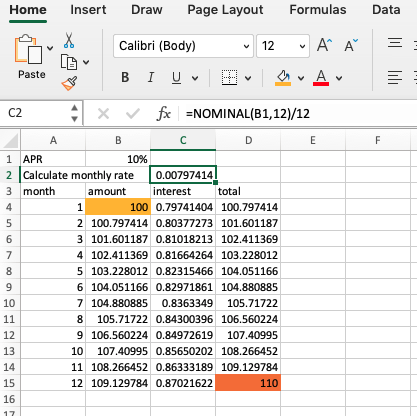 Home Insert Draw Page Layout Formulas Data
Paste
Calibri (Body) 12 A A
B I U A
C2 fx =NOMINAL(B1,12)/12
A B C D E F
1 APR 10%
2 Calculate monthly rate 0.00797414
3 month amount interest total
4 1 100 0.79741404 100.797414
5 2 100.797414 0.80377273 101.601187
6 3 101.601187 0.81018213 102.411369
7 4 102.411369 0.81664264 103.228012
8 5 103.228012 0.82315466 104.051166
9 6 104.051166 0.82971861 104.880885
10 7 104.880885 0.8363349 105.71722
11 8 105.71722 0.84300396 106.560224
12 9 106.560224 0.84972619 107.40995
13 10 107.40995 0.85650202 108.266452
14 11 108.266452 0.86333189 109.129784
15 12 109.129784 0.87021622 110
16
17